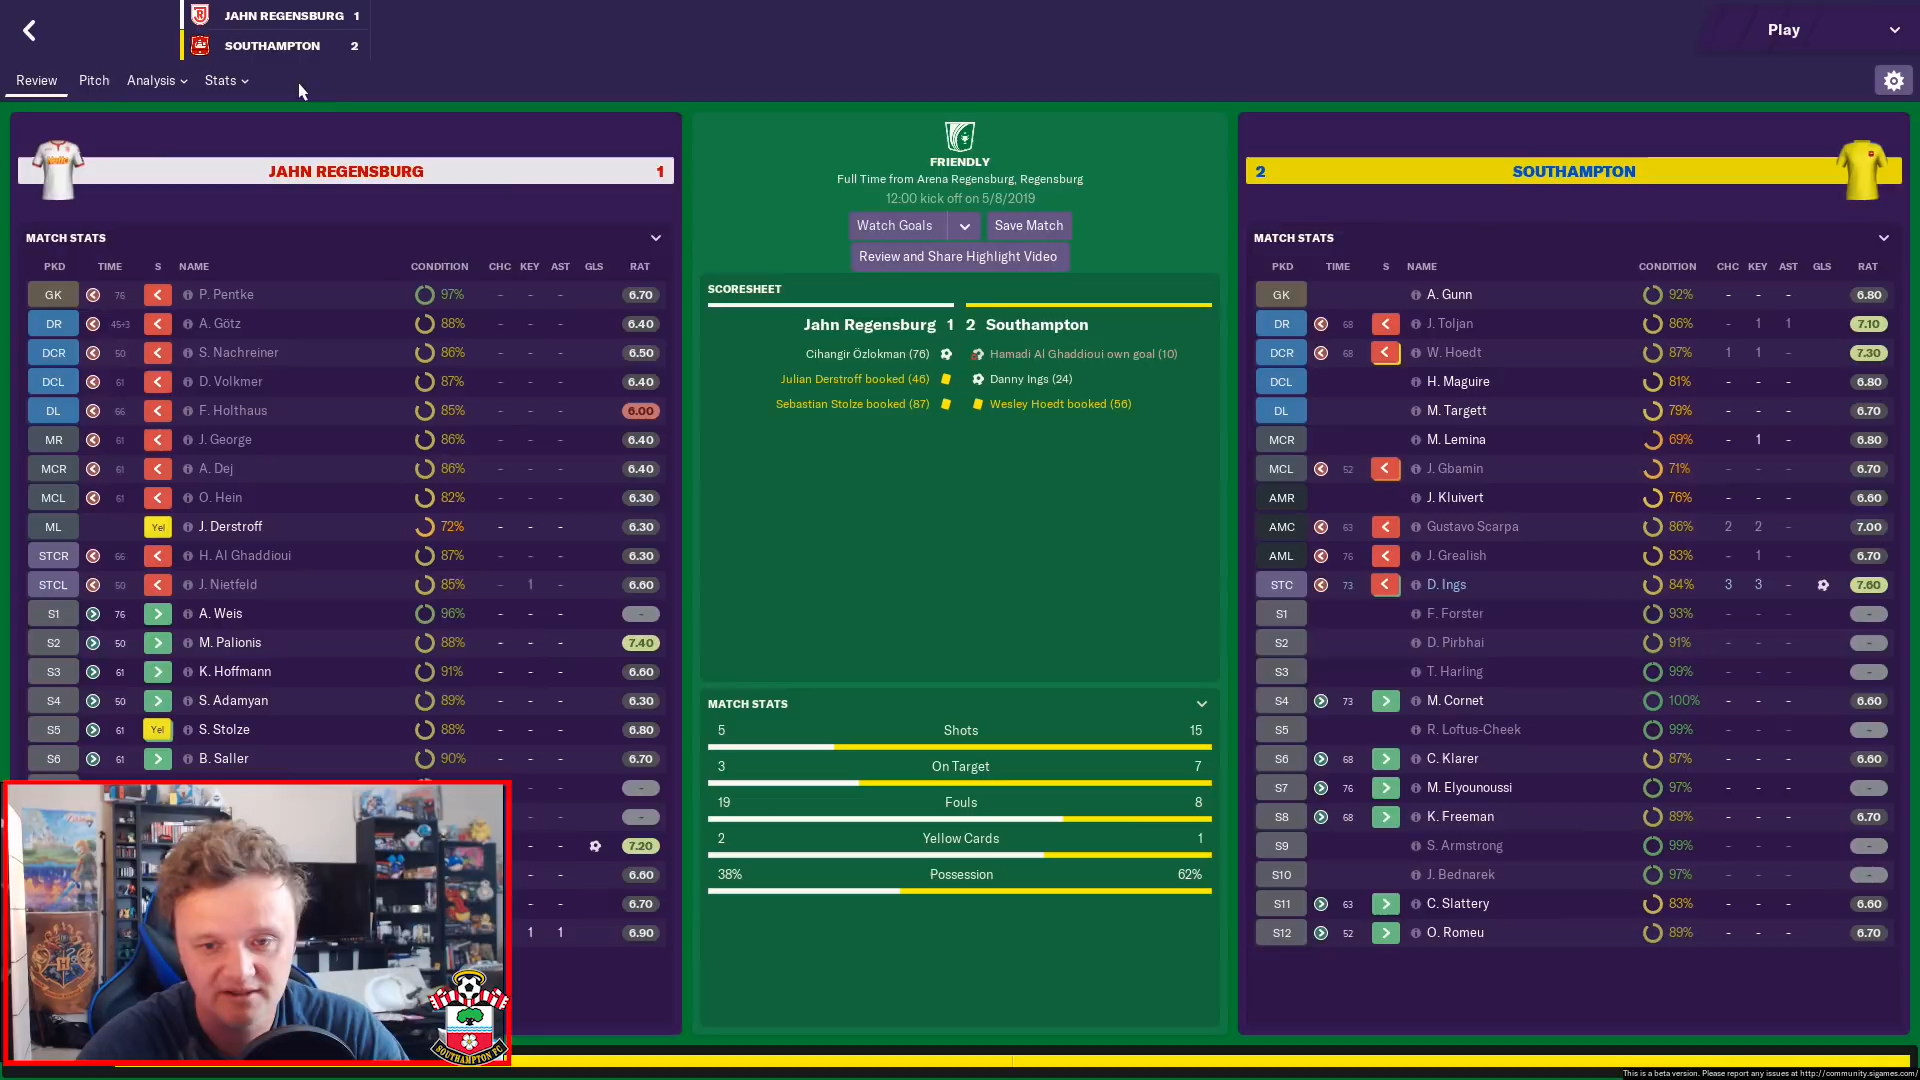 JAHN REGENSBURG 1
SOUTHAMPTON 2
Play
Review Pitch Analysis Stats
JAHN REGENSBURG 1
MATCH STATS
PKD TIME S NAME CONDITION CHC KEY AST GLS RAT
GK 76 P. Pentke 97% - - - 6.70
DR 45+3 A. Götz 88% - - - 6.40
DCR 50 S. Nachreiner 86% - - - 6.50
DCL 61 D. Volkmer 87% - - - 6.40
DL 66 F. Holthaus 85% - - - 6.00
MR 61 J. George 86% - - - 6.40
MCR 61 A. Dej 86% - - - 6.40
MCL 61 O. Hein 82% - - - 6.30
ML Yel J. Derstroff 72% - - - 6.30
STCR 66 H. Al Ghaddioui 87% - - - 6.30
STCL 50 J. Nietfeld 85% - 1 - 6.60
S1 76 A. Weis 96% - - - -
S2 50 M. Palionis 88% - - - 7.40
S3 61 K. Hoffmann 91% - - - 6.60
S4 50 S. Adamyan 89% - - - 6.30
S5 61 Yel S. Stolze 88% - - - 6.80
S6 61 B. Saller 90% - - - 6.70
- - -
- - -
- - 7.20
- - 6.60
- - 6.70
1 1 6.90
SOUTHAMPTON FC
FRIENDLY
Full Time from Arena Regensburg, Regensburg
12:00 kick off on 5/8/2019
Watch Goals Save Match
Review and Share Highlight Video
SCORESHEET
Jahn Regensburg 1 2 Southampton
Cihangir Özlokman (76) Hamadi Al Ghaddioui own goal (10)
Julian Derstroff booked (46) Danny Ings (24)
Sebastian Stolze booked (87) Wesley Hoedt booked (56)
MATCH STATS
5 Shots 15
3 On Target 7
19 Fouls 8
2 Yellow Cards 1
38% Possession 62%
2 SOUTHAMPTON
MATCH STATS
PKD TIME S NAME CONDITION CHC KEY AST GLS RAT
GK A. Gunn 92% - - - 6.80
DR 68 J. Toljan 86% - 1 1 7.10
DCR 68 W. Hoedt 87% 1 1 - 7.30
DCL H. Maguire 81% - - - 6.80
DL M. Targett 79% - - - 6.70
MCR M. Lemina 69% - 1 - 6.80
MCL 52 J. Gbamin 71% - - - 6.70
AMR J. Kluivert 76% - - - 6.60
AMC 63 Gustavo Scarpa 86% 2 2 - 7.00
AML 76 J. Grealish 83% - 1 - 6.70
STC 73 D. Ings 84% 3 3 - 7.60
S1 F. Forster 93% - - - -
S2 D. Pirbhai 91% - - - -
S3 T. Harling 99% - - - -
S4 73 M. Cornet 100% - - - 6.60
S5 R. Loftus-Cheek 99% - - - -
S6 68 C. Klarer 87% - - - 6.60
S7 76 M. Elyounoussi 97% - - - -
S8 68 K. Freeman 89% - - - 6.70
S9 S. Armstrong 99% - - - -
S10 J. Bednarek 97% - - - -
S11 63 C. Slattery 83% - - - 6.60
S12 52 O. Romeu 89% - - - 6.70
This is a beta version. Please report any issues at http://community.sigames.com/